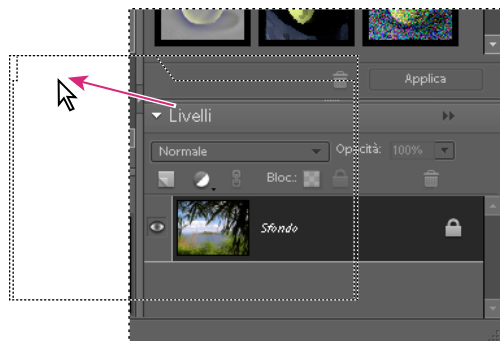 Applica
Livelli
Normale Opacità: 100%
Bloc.:
Sfondo